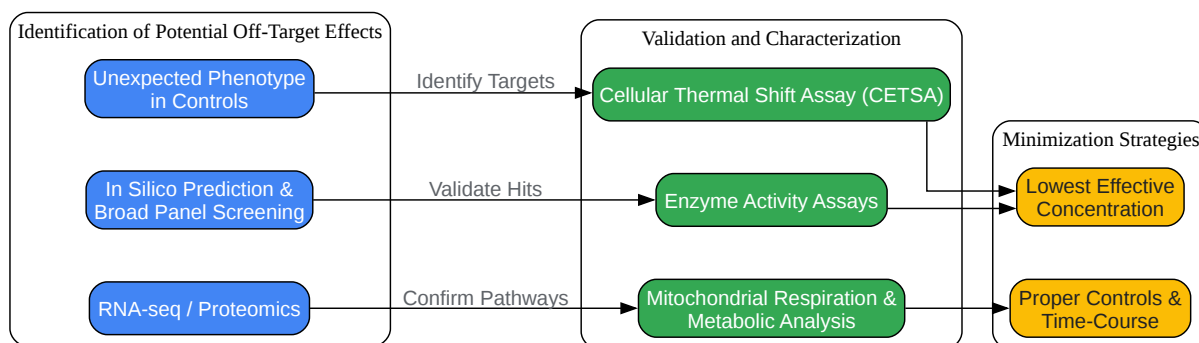 Identification of Potential Off-Target Effects
Unexpected Phenotype
in Controls
In Silico Prediction &
Broad Panel Screening
RNA-seq / Proteomics
Identify Targets
Validate Hits
Confirm Pathways
Validation and Characterization
Cellular Thermal Shift Assay (CETSA)
Enzyme Activity Assays
Mitochondrial Respiration &
Metabolic Analysis
Minimization Strategies
Lowest Effective
Concentration
Proper Controls &
Time-Course